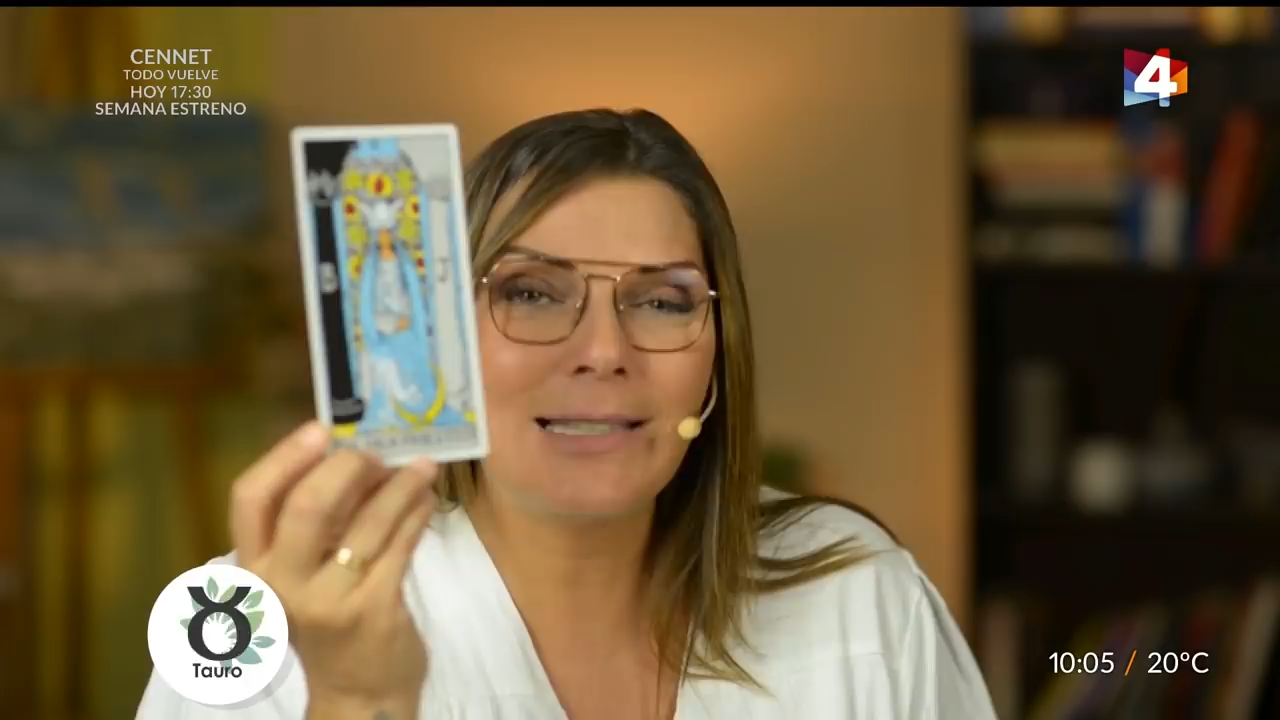 CENNET
TODO VUELVE
HOY 17:30
SEMANA ESTRENO
4
J
Tauro
10:05 / 20°C